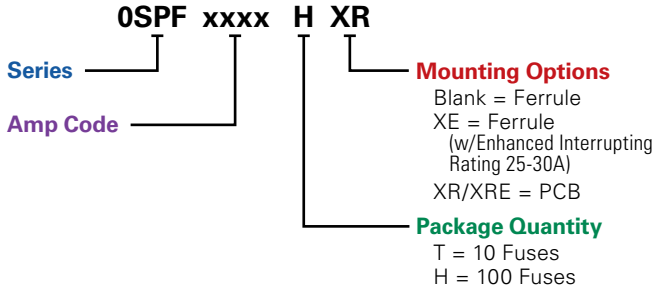 0SPF xxxx H XR
Series
Amp Code
Mounting Options
Blank = Ferrule
XE = Ferrule
(w/Enhanced Interrupting
Rating 25-30A)
XR/XRE = PCB
Package Quantity
T = 10 Fuses
H = 100 Fuses